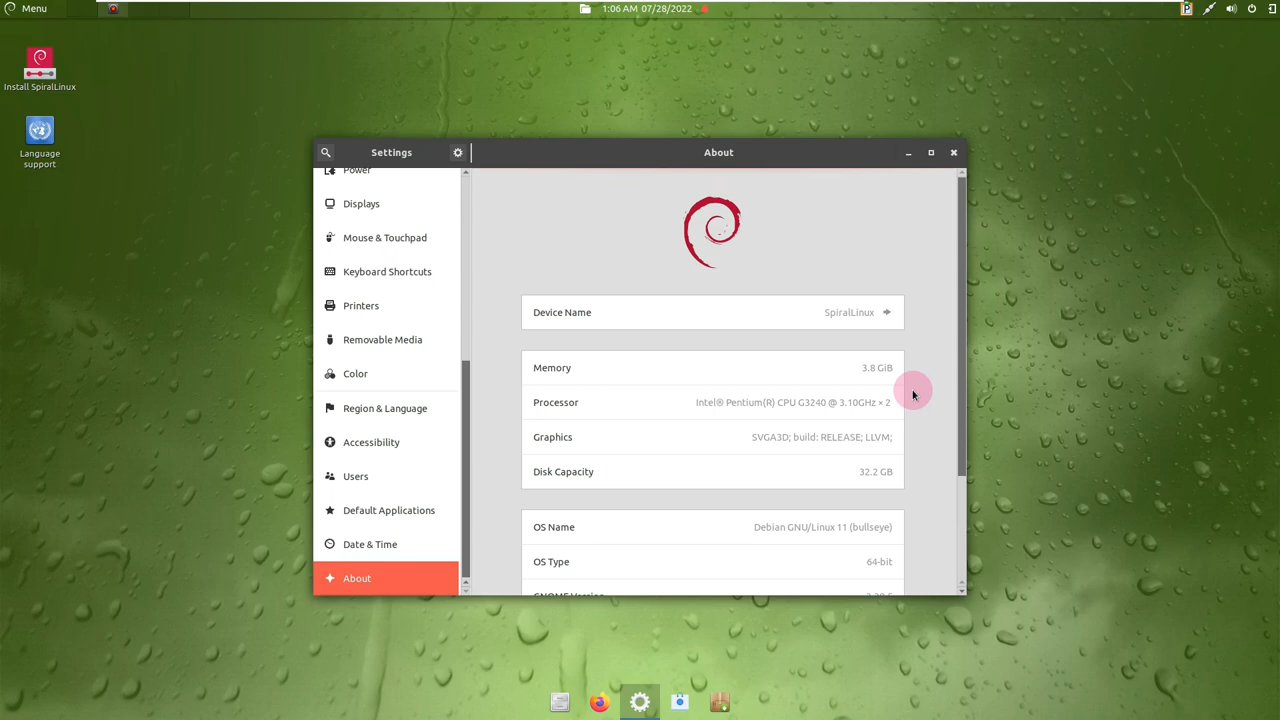 Menu
1:06 AM 07/28/2022
Install SpiralLinux
Language
support
Settings
About
Power
Displays
Mouse & Touchpad
Keyboard Shortcuts
Printers
Removable Media
Color
Region & Language
Accessibility
Users
Default Applications
Date & Time
About
Device Name SpiralLinux
Memory 3.8 GiB
Processor Intel® Pentium(R) CPU G3240 @ 3.10GHz × 2
Graphics SVGA3D; build: RELEASE; LLVM;
Disk Capacity 32.2 GB
OS Name Debian GNU/Linux 11 (bullseye)
OS Type 64-bit
GNOME Version